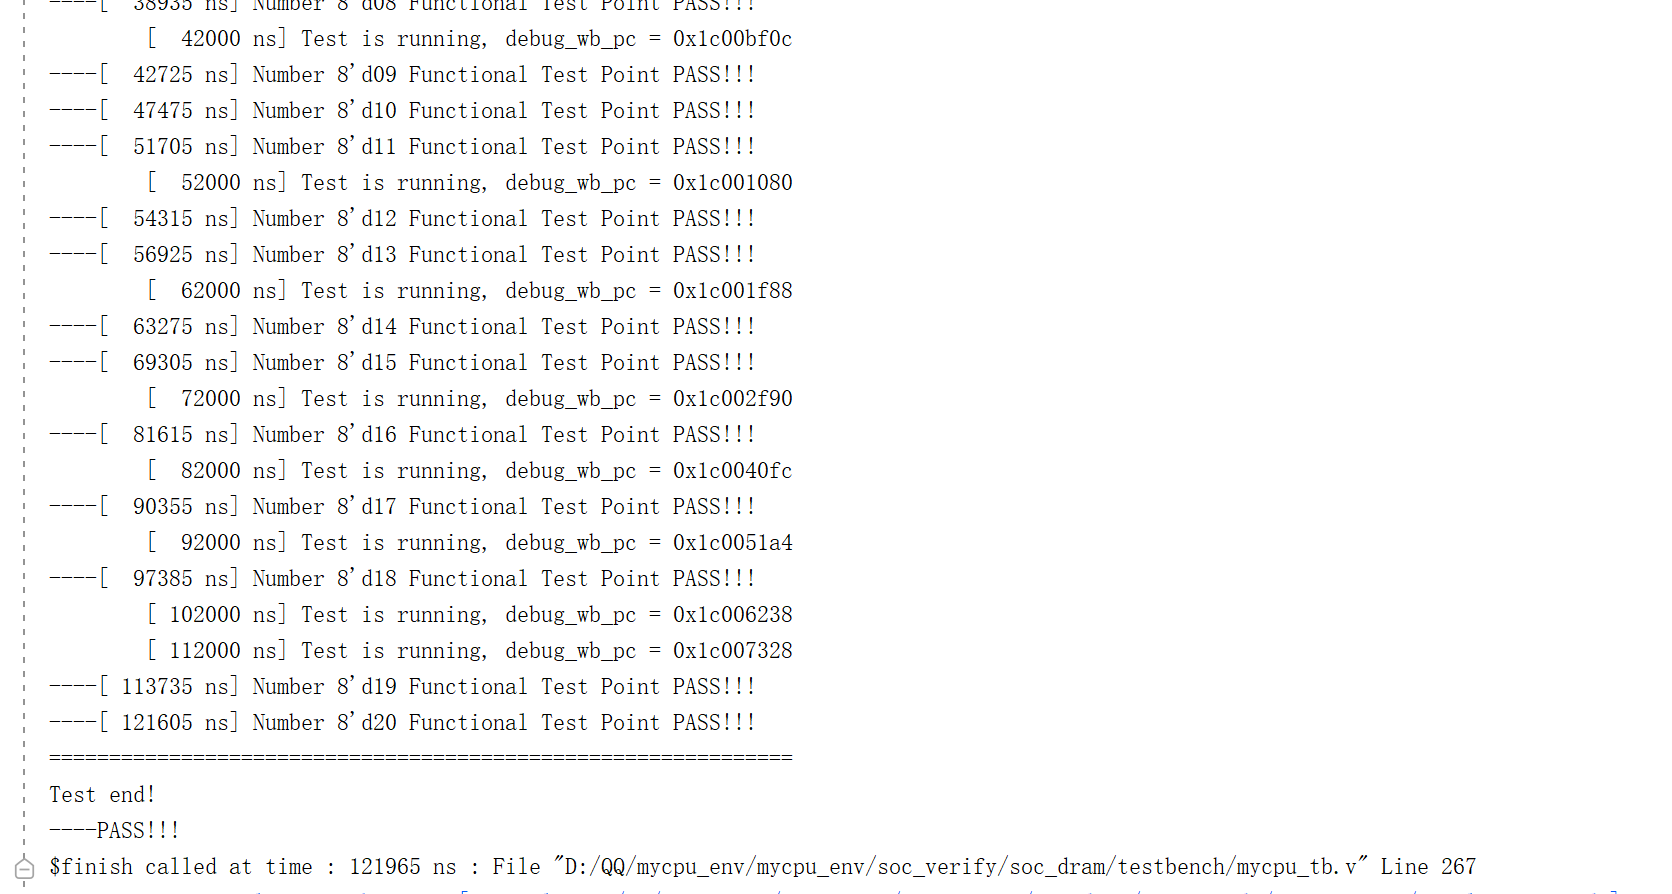 ----[  38935 ns] Number 8'd08 Functional Test Point PASS!!!
        [  42000 ns] Test is running, debug_wb_pc = 0x1c00bf0c
----[  42725 ns] Number 8'd09 Functional Test Point PASS!!!
----[  47475 ns] Number 8'd10 Functional Test Point PASS!!!
----[  51705 ns] Number 8'd11 Functional Test Point PASS!!!
        [  52000 ns] Test is running, debug_wb_pc = 0x1c001080
----[  54315 ns] Number 8'd12 Functional Test Point PASS!!!
----[  56925 ns] Number 8'd13 Functional Test Point PASS!!!
        [  62000 ns] Test is running, debug_wb_pc = 0x1c001f88
----[  63275 ns] Number 8'd14 Functional Test Point PASS!!!
----[  69305 ns] Number 8'd15 Functional Test Point PASS!!!
        [  72000 ns] Test is running, debug_wb_pc = 0x1c002f90
----[  81615 ns] Number 8'd16 Functional Test Point PASS!!!
        [  82000 ns] Test is running, debug_wb_pc = 0x1c0040fc
----[  90355 ns] Number 8'd17 Functional Test Point PASS!!!
        [  92000 ns] Test is running, debug_wb_pc = 0x1c0051a4
----[  97385 ns] Number 8'd18 Functional Test Point PASS!!!
        [ 102000 ns] Test is running, debug_wb_pc = 0x1c006238
        [ 112000 ns] Test is running, debug_wb_pc = 0x1c007328
----[ 113735 ns] Number 8'd19 Functional Test Point PASS!!!
----[ 121605 ns] Number 8'd20 Functional Test Point PASS!!!
==============================================================
Test end!
----PASS!!!
$finish called at time : 121965 ns : File "D:/QQ/mycpu_env/mycpu_env/soc_verify/soc_dram/testbench/mycpu_tb.v" Line 267